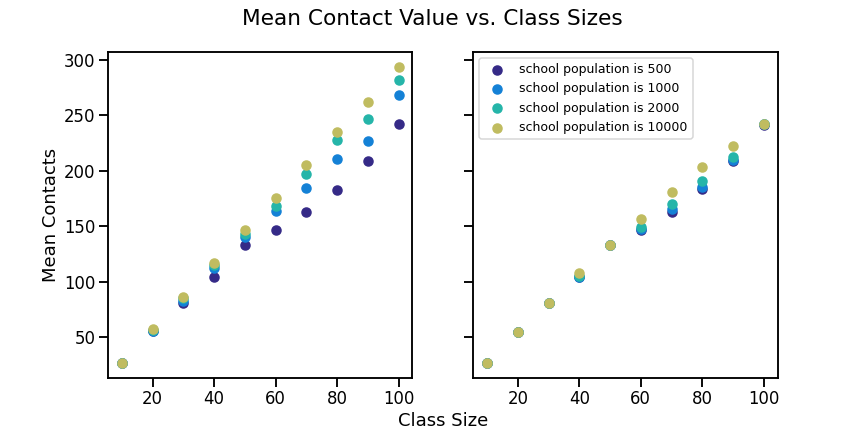 Mean Contact Value vs. Class Sizes
300
250
200
150
100
50
Mean Contacts
20 40 60 80 100
school population is 500
school population is 1000
school population is 2000
school population is 10000
20 40 60 80 100
Class Size